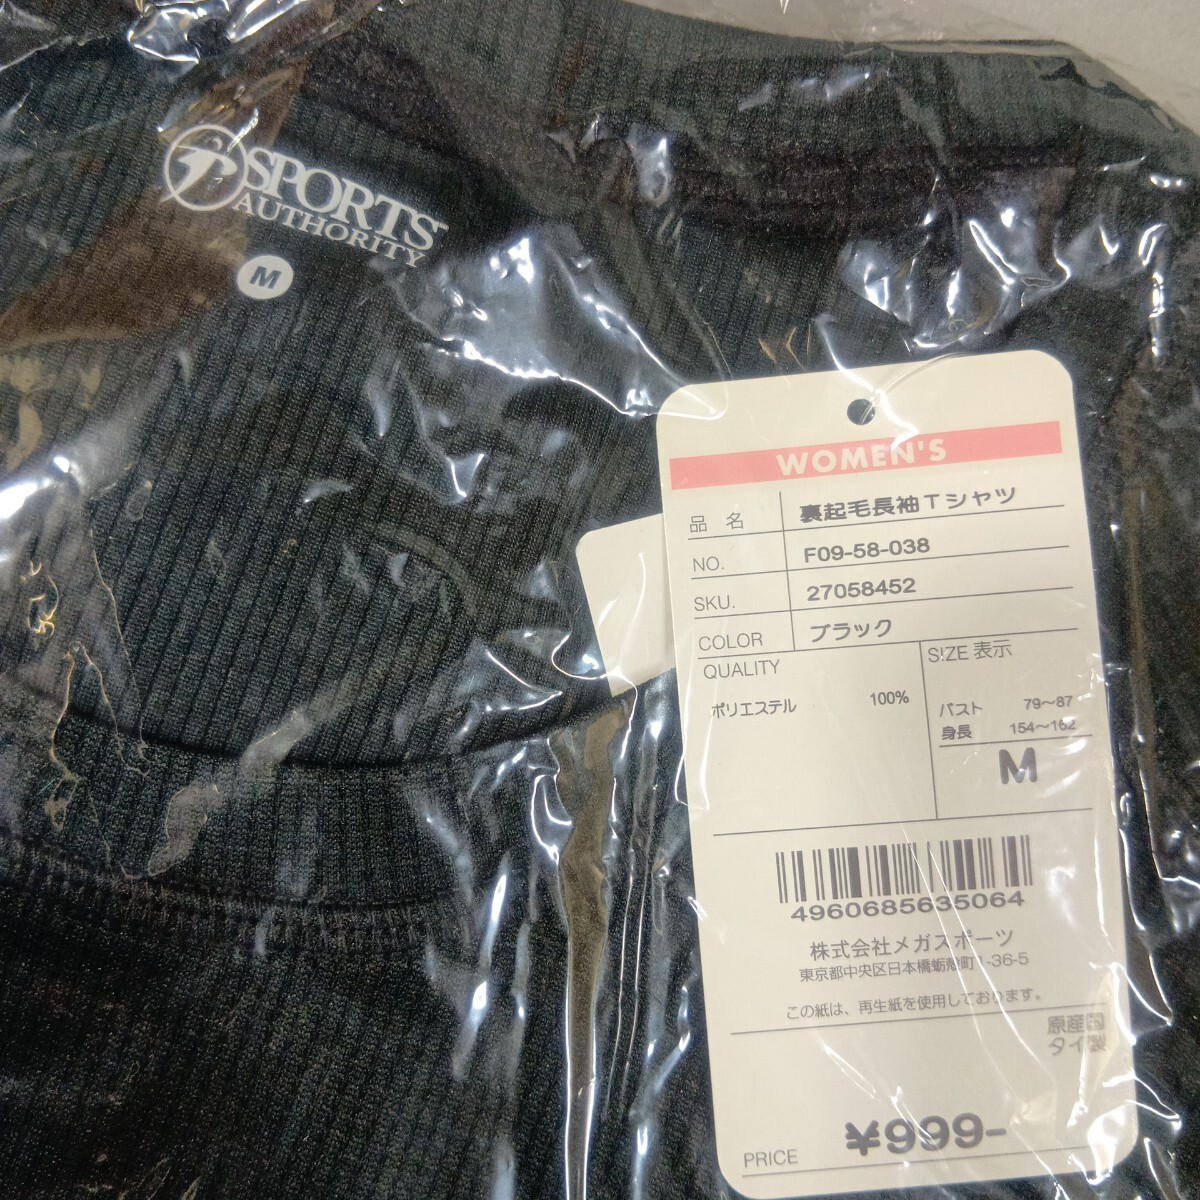 SPORTS™
AUTHORITY
M
WOMEN'S
品名 裏起毛長袖Tシャツ
NO. F09-58-038
SKU. 27058452
COLOR ブラック
QUALITY
ポリエステル 100%
SIZE 表示
バスト 79～87
身長 154～162
M
4960685635064
株式会社メガスポーツ
東京都中央区日本橋蛎殻町1-36-5
この紙は、再生紙を使用しております。
原産国
タイ製
PRICE ¥999-